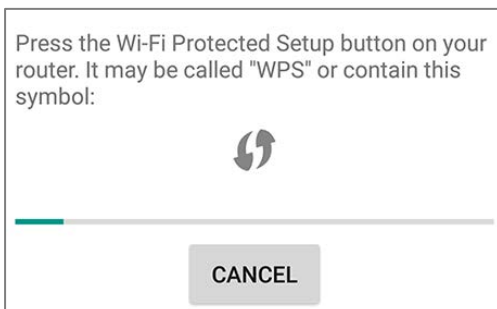 Press the Wi-Fi Protected Setup button on your
router. It may be called "WPS" or contain this
symbol:
CANCEL